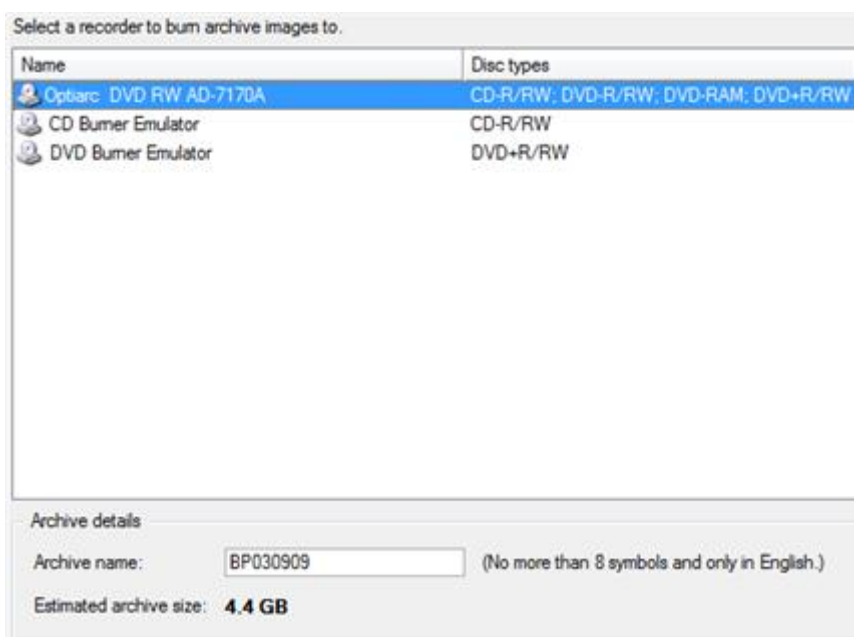 Select a recorder to burn archive images to.
Name Disc types
Optiarc DVD RW AD-7170A CD-R/RW; DVD-R/RW; DVD-RAM; DVD+R/RW
CD Burner Emulator CD-R/RW
DVD Burner Emulator DVD+R/RW
Archive details
Archive name: BP030909 (No more than 8 symbols and only in English.)
Estimated archive size: 4.4 GB